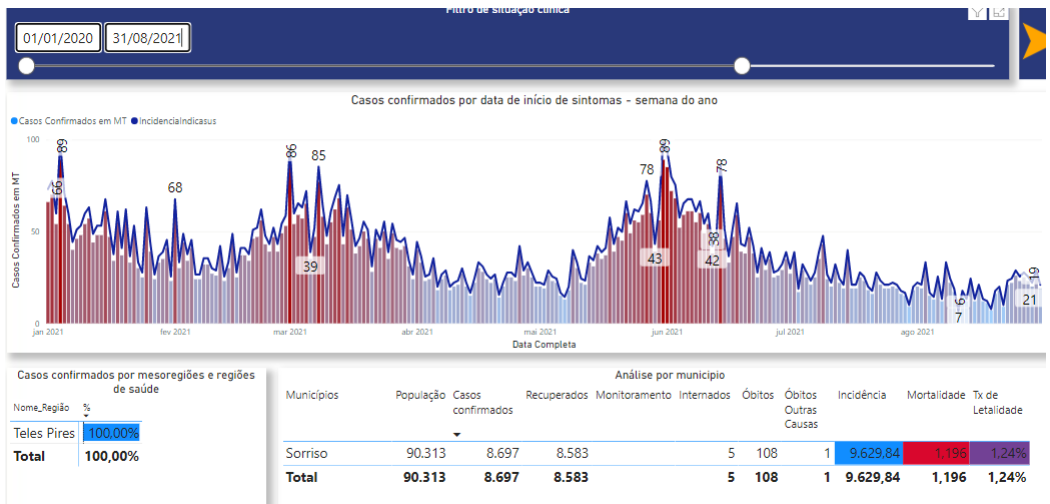 Filtro de situação clínica
01/01/2020 31/08/2021
Casos confirmados por data de início de sintomas - semana do ano
Casos Confirmados em MT IncidenciaIndicasus
Casos Confirmados em MT
100
50
0
66 89 68 86 39 85 78 43 89 38 42 78 6 7 19 21
jan 2021 fev 2021 mar 2021 abr 2021 mai 2021 jun 2021 jul 2021 ago 2021
Data Completa
Casos confirmados por mesoregiões e regiões
de saúde
Nome_Região %
Teles Pires 100,00%
Total 100,00%
Análise por municipio
Municípios População Casos confirmados Recuperados Monitoramento Internados Óbitos Óbitos Outras Causas Incidência Mortalidade Tx de Letalidade
Sorriso 90.313 8.697 8.583 5 108 1 9.629,84 1,196 1,24%
Total 90.313 8.697 8.583 5 108 1 9.629,84 1,196 1,24%